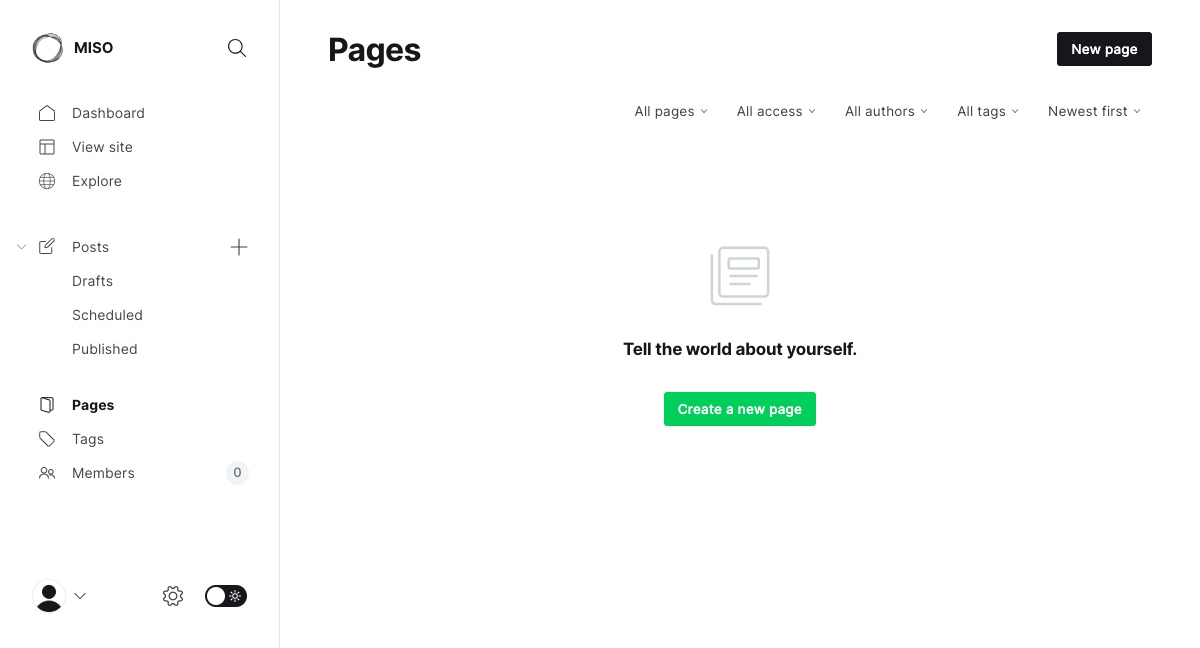 MISO
Dashboard
View site
Explore
Posts
Drafts
Scheduled
Published
Pages
Tags
Members 0
Pages
New page
All pages All access All authors All tags Newest first
Tell the world about yourself.
Create a new page